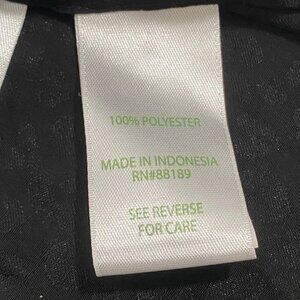 100% POLYESTER
MADE IN INDONESIA
RN#88189
SEE REVERSE
FOR CARE